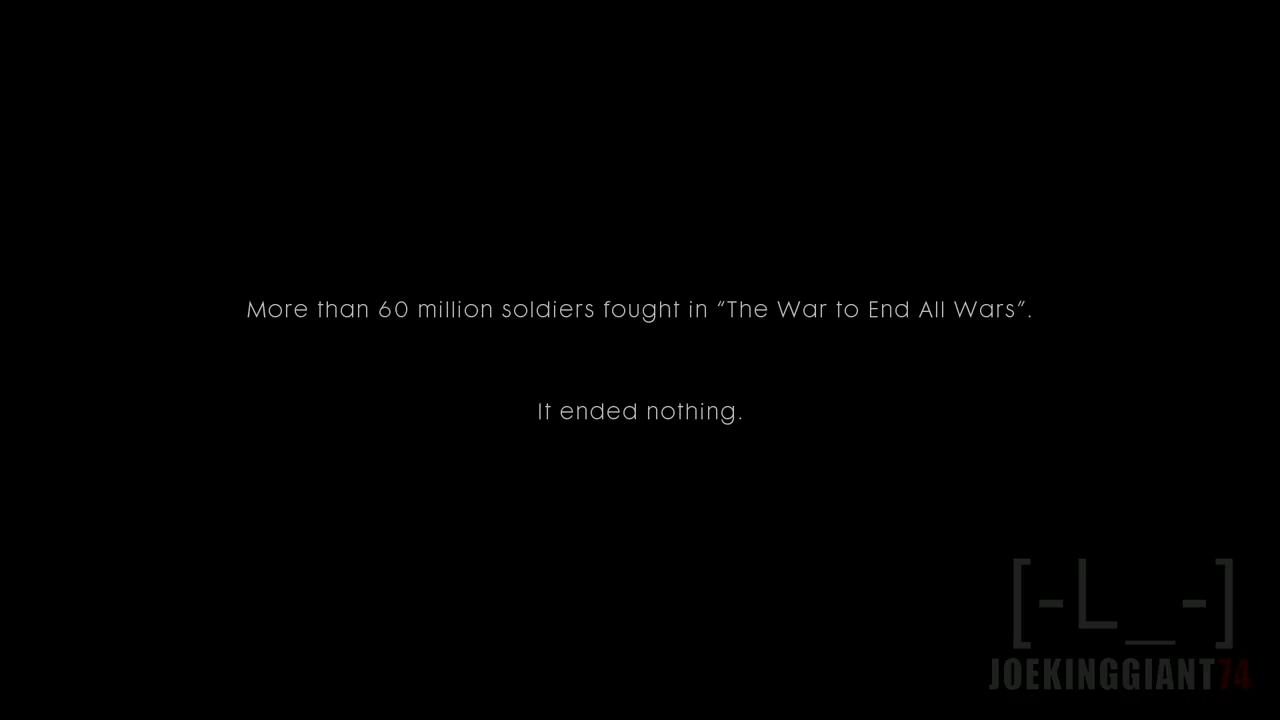 More than 60 million soldiers fought in “The War to End All Wars”.
It ended nothing.
[-L_-]
JOEKINGGIANT74